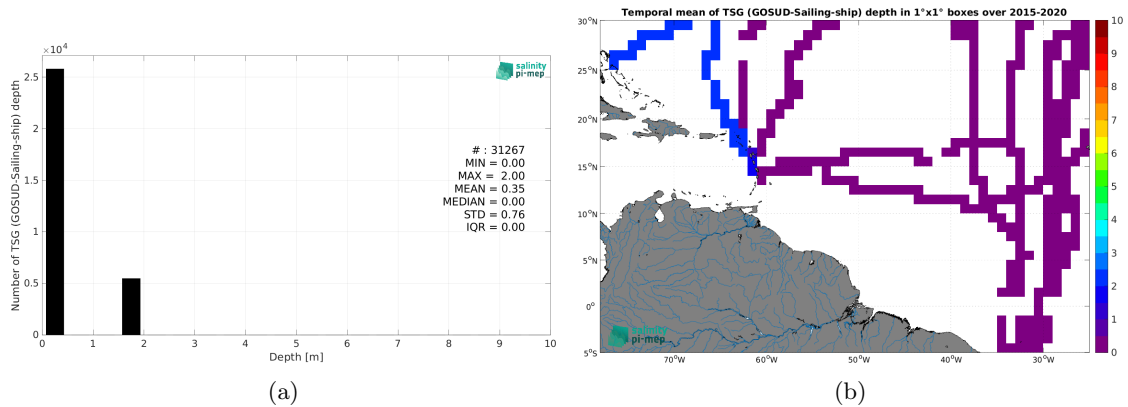 ×10⁴
2.5
2
1.5
1
0.5
0
Number of TSG (GOSUD-Sailing-ship) depth
0 1 2 3 4 5 6 7 8 9 10
Depth [m]
salinity
pi-mep
# : 31267
MIN = 0.00
MAX = 2.00
MEAN = 0.35
MEDIAN = 0.00
STD = 0.76
IQR = 0.00
(a)
Temporal mean of TSG (GOSUD-Sailing-ship) depth in 1°x1° boxes over 2015-2020
30°N
25°N
20°N
15°N
10°N
5°N
0°
5°S
70°W 60°W 50°W 40°W 30°W
salinity
pi-mep
10
9
8
7
6
5
4
3
2
1
0
(b)